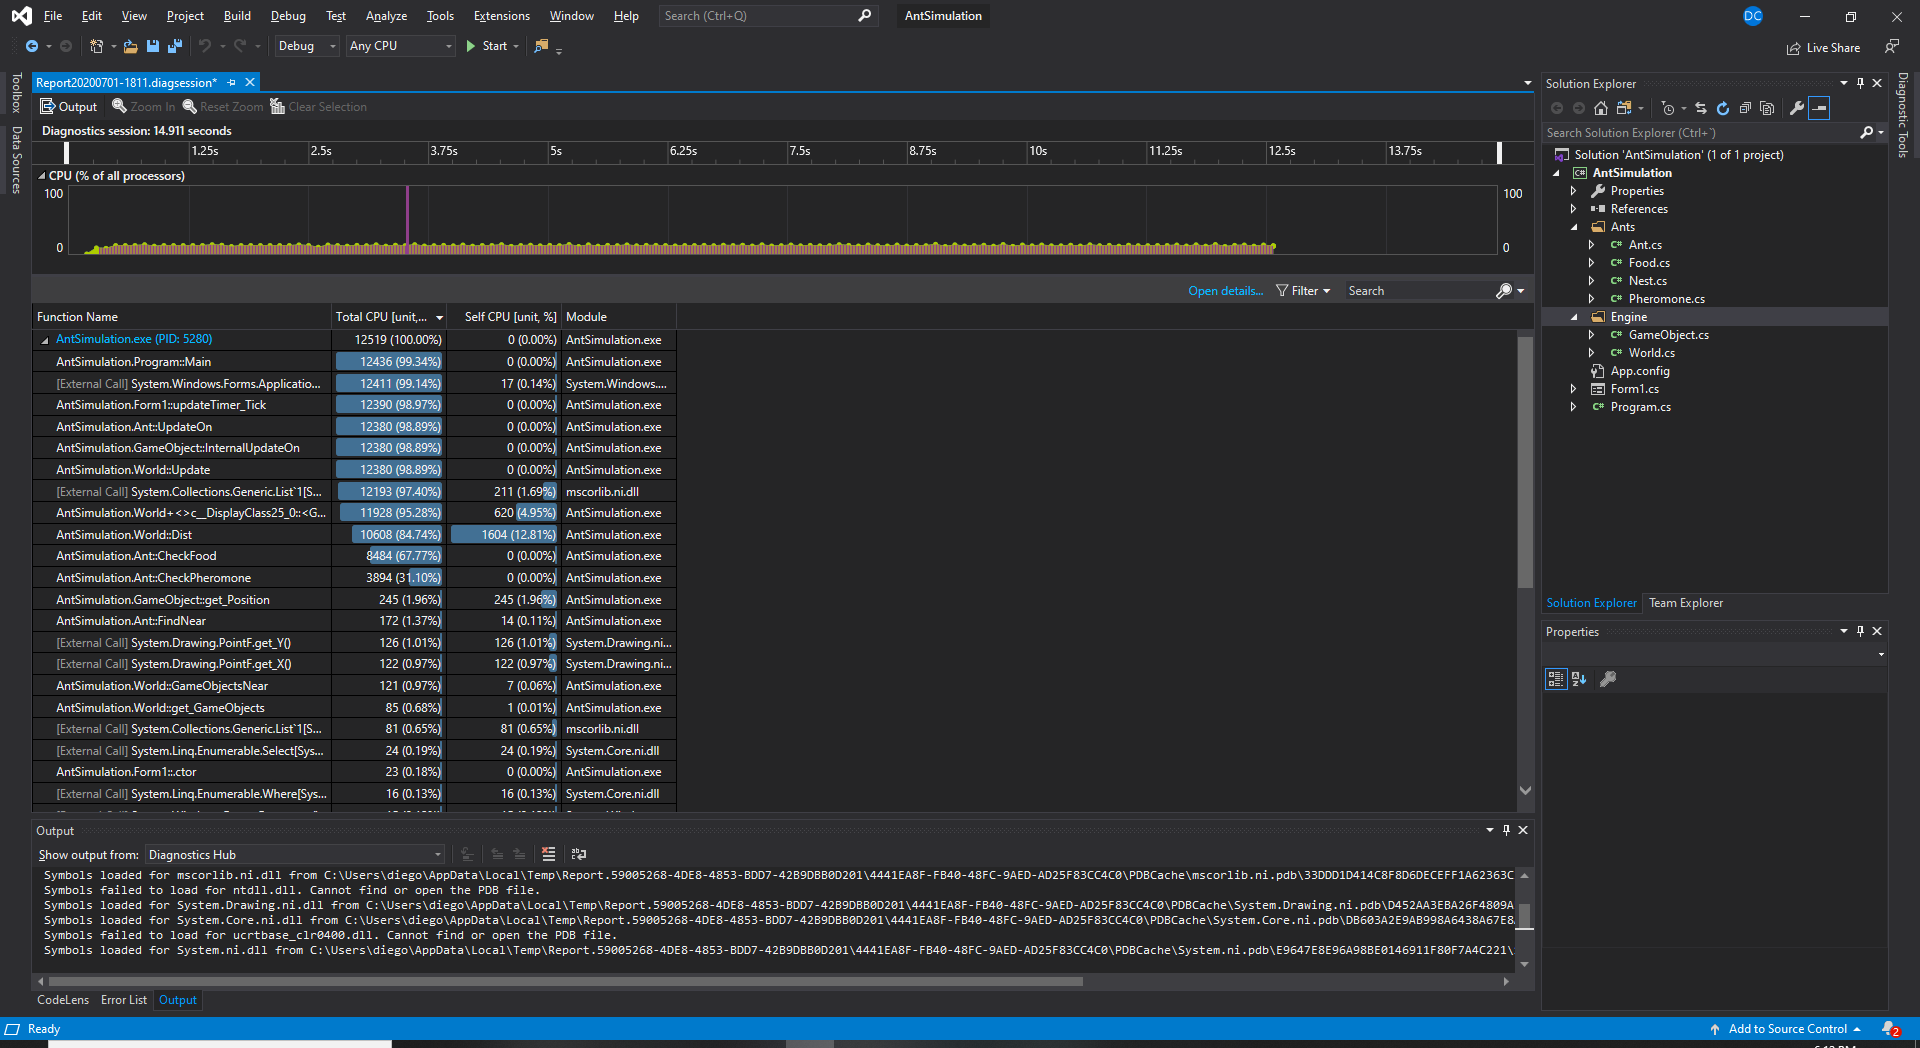 File Edit View Project Build Debug Test Analyze Tools Extensions Window Help Search (Ctrl+Q) AntSimulation DC
Debug Any CPU Start Live Share
Toolbox
Data Sources
Report20200701-1811.diagsession*
Output Zoom In Reset Zoom Clear Selection
Diagnostics session: 14.911 seconds
1.25s 2.5s 3.75s 5s 6.25s 7.5s 8.75s 10s 11.25s 12.5s 13.75s
CPU (% of all processors)
100 100
0 0
Open details... Filter Search
Function Name Total CPU [unit,... Self CPU [unit, %] Module
AntSimulation.exe (PID: 5280) 12519 (100.00%) 0 (0.00%) AntSimulation.exe
AntSimulation.Program::Main 12436 (99.34%) 0 (0.00%) AntSimulation.exe
[External Call] System.Windows.Forms.Applicatio... 12411 (99.14%) 17 (0.14%) System.Windows....
AntSimulation.Form1::updateTimer_Tick 12390 (98.97%) 0 (0.00%) AntSimulation.exe
AntSimulation.Ant::UpdateOn 12380 (98.89%) 0 (0.00%) AntSimulation.exe
AntSimulation.GameObject::InternalUpdateOn 12380 (98.89%) 0 (0.00%) AntSimulation.exe
AntSimulation.World::Update 12380 (98.89%) 0 (0.00%) AntSimulation.exe
[External Call] System.Collections.Generic.List`1[S... 12193 (97.40%) 211 (1.69%) mscorlib.ni.dll
AntSimulation.World+<>c__DisplayClass25_0::<G... 11928 (95.28%) 620 (4.95%) AntSimulation.exe
AntSimulation.World::Dist 10608 (84.74%) 1604 (12.81%) AntSimulation.exe
AntSimulation.Ant::CheckFood 8484 (67.77%) 0 (0.00%) AntSimulation.exe
AntSimulation.Ant::CheckPheromone 3894 (31.10%) 0 (0.00%) AntSimulation.exe
AntSimulation.GameObject::get_Position 245 (1.96%) 245 (1.96%) AntSimulation.exe
AntSimulation.Ant::FindNear 172 (1.37%) 14 (0.11%) AntSimulation.exe
[External Call] System.Drawing.PointF.get_Y() 126 (1.01%) 126 (1.01%) System.Drawing.ni...
[External Call] System.Drawing.PointF.get_X() 122 (0.97%) 122 (0.97%) System.Drawing.ni...
AntSimulation.World::GameObjectsNear 121 (0.97%) 7 (0.06%) AntSimulation.exe
AntSimulation.World::get_GameObjects 85 (0.68%) 1 (0.01%) AntSimulation.exe
[External Call] System.Collections.Generic.List`1[S... 81 (0.65%) 81 (0.65%) mscorlib.ni.dll
[External Call] System.Linq.Enumerable.Select[Sys... 24 (0.19%) 24 (0.19%) System.Core.ni.dll
AntSimulation.Form1::.ctor 23 (0.18%) 0 (0.00%) AntSimulation.exe
[External Call] System.Linq.Enumerable.Where[Sys... 16 (0.13%) 16 (0.13%) System.Core.ni.dll
Output
Show output from: Diagnostics Hub
Symbols loaded for mscorlib.ni.dll from C:\Users\diego\AppData\Local\Temp\Report.59005268-4DE8-4853-BDD7-42B9DBB0D201\4441EA8F-FB40-48FC-9AED-AD25F83CC4C0\PDBCache\mscorlib.ni.pdb\33DDD1D414C8F8D6DECEFF1A62363C
Symbols failed to load for ntdll.dll. Cannot find or open the PDB file.
Symbols loaded for System.Drawing.ni.dll from C:\Users\diego\AppData\Local\Temp\Report.59005268-4DE8-4853-BDD7-42B9DBB0D201\4441EA8F-FB40-48FC-9AED-AD25F83CC4C0\PDBCache\System.Drawing.ni.pdb\D452AA3EBA26F4809A
Symbols loaded for System.Core.ni.dll from C:\Users\diego\AppData\Local\Temp\Report.59005268-4DE8-4853-BDD7-42B9DBB0D201\4441EA8F-FB40-48FC-9AED-AD25F83CC4C0\PDBCache\System.Core.ni.pdb\DB603A2E9AB998A6438A67E8
Symbols failed to load for ucrtbase_clr0400.dll. Cannot find or open the PDB file.
Symbols loaded for System.ni.dll from C:\Users\diego\AppData\Local\Temp\Report.59005268-4DE8-4853-BDD7-42B9DBB0D201\4441EA8F-FB40-48FC-9AED-AD25F83CC4C0\PDBCache\System.ni.pdb\E9647E8E96A98BE0146911F80F7A4C221\
CodeLens Error List Output
Solution Explorer
Search Solution Explorer (Ctrl+`)
Solution 'AntSimulation' (1 of 1 project)
C# AntSimulation
Properties
References
Ants
C# Ant.cs
C# Food.cs
C# Nest.cs
C# Pheromone.cs
Engine
C# GameObject.cs
C# World.cs
App.config
Form1.cs
C# Program.cs
Solution Explorer Team Explorer
Properties
Diagnostic Tools
Ready Add to Source Control 2